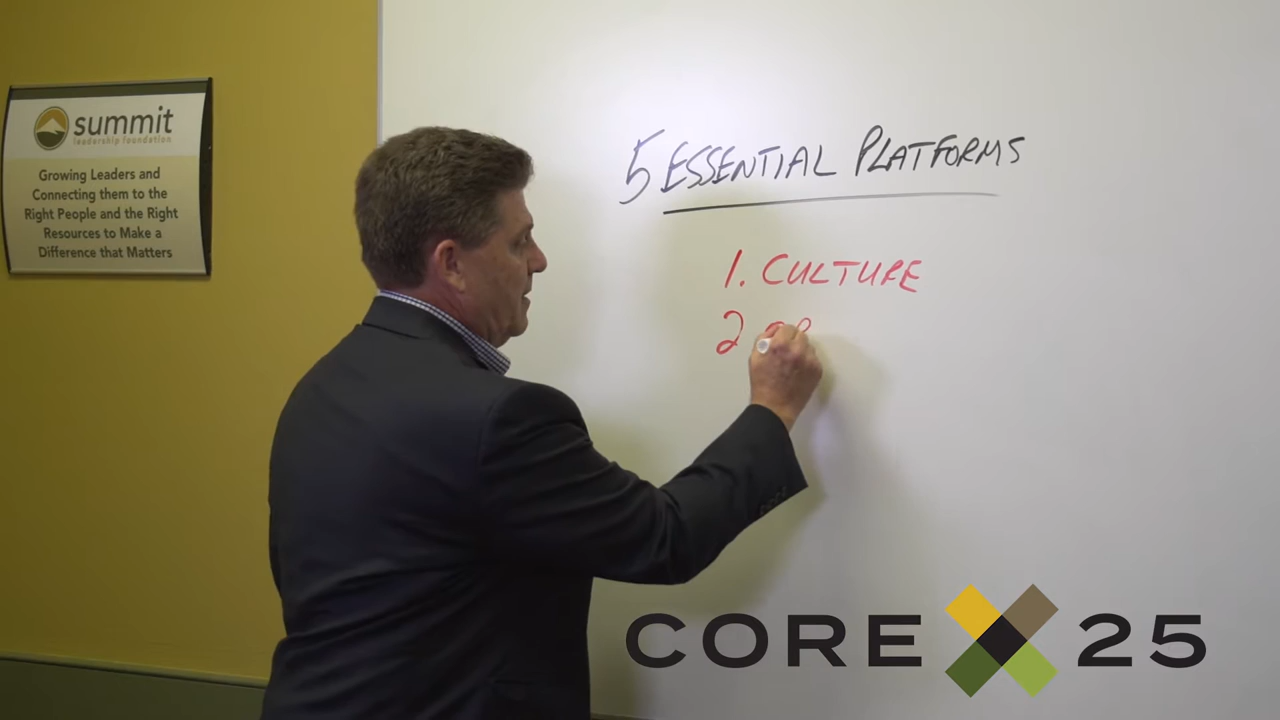 summit
leadership foundation
Growing Leaders and
Connecting them to the
Right People and the Right
Resources to Make a
Difference that Matters
5 ESSENTIAL PLATFORMS
1. CULTURE
2
CORE X 25